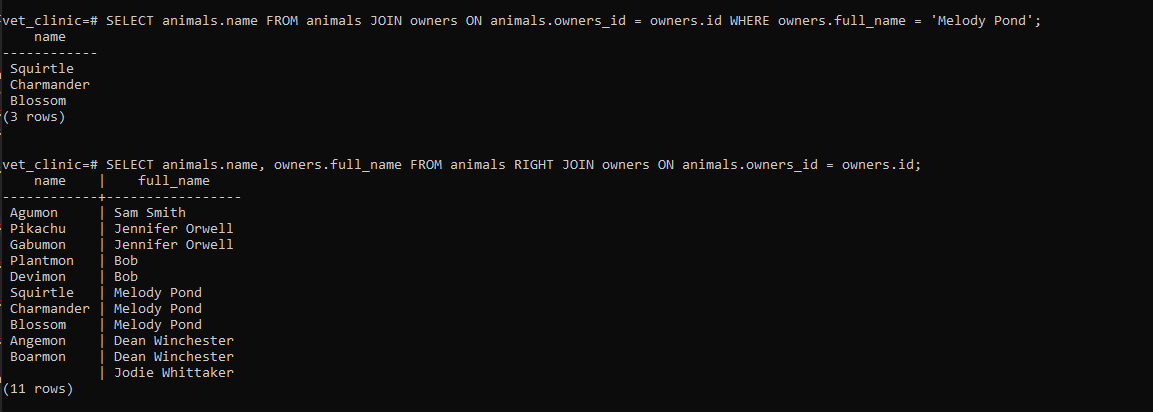 vet_clinic=# SELECT animals.name FROM animals JOIN owners ON animals.owners_id = owners.id WHERE owners.full_name = 'Melody Pond';
    name
------------
 Squirtle
 Charmander
 Blossom
(3 rows)
vet_clinic=# SELECT animals.name, owners.full_name FROM animals RIGHT JOIN owners ON animals.owners_id = owners.id;
    name    |    full_name
------------+-----------------
 Agumon     | Sam Smith
 Pikachu    | Jennifer Orwell
 Gabumon    | Jennifer Orwell
 Plantmon   | Bob
 Devimon    | Bob
 Squirtle   | Melody Pond
 Charmander | Melody Pond
 Blossom    | Melody Pond
 Angemon    | Dean Winchester
 Boarmon    | Dean Winchester
            | Jodie Whittaker
(11 rows)